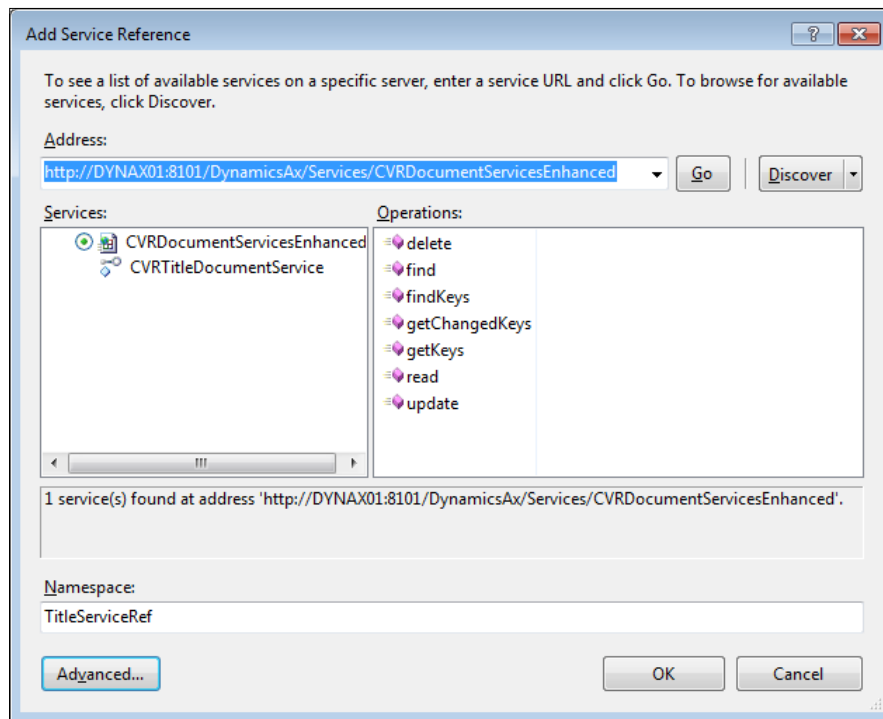 Add Service Reference
To see a list of available services on a specific server, enter a service URL and click Go. To browse for available
services, click Discover.
Address:
http://DYNAX01:8101/DynamicsAx/Services/CVRDocumentServicesEnhanced
Go
Discover
Services:
Operations:
CVRDocumentServicesEnhanced
CVRTitleDocumentService
delete
find
findKeys
getChangedKeys
getKeys
read
update
1 service(s) found at address 'http://DYNAX01:8101/DynamicsAx/Services/CVRDocumentServicesEnhanced'.
Namespace:
TitleServiceRef
Advanced...
OK
Cancel